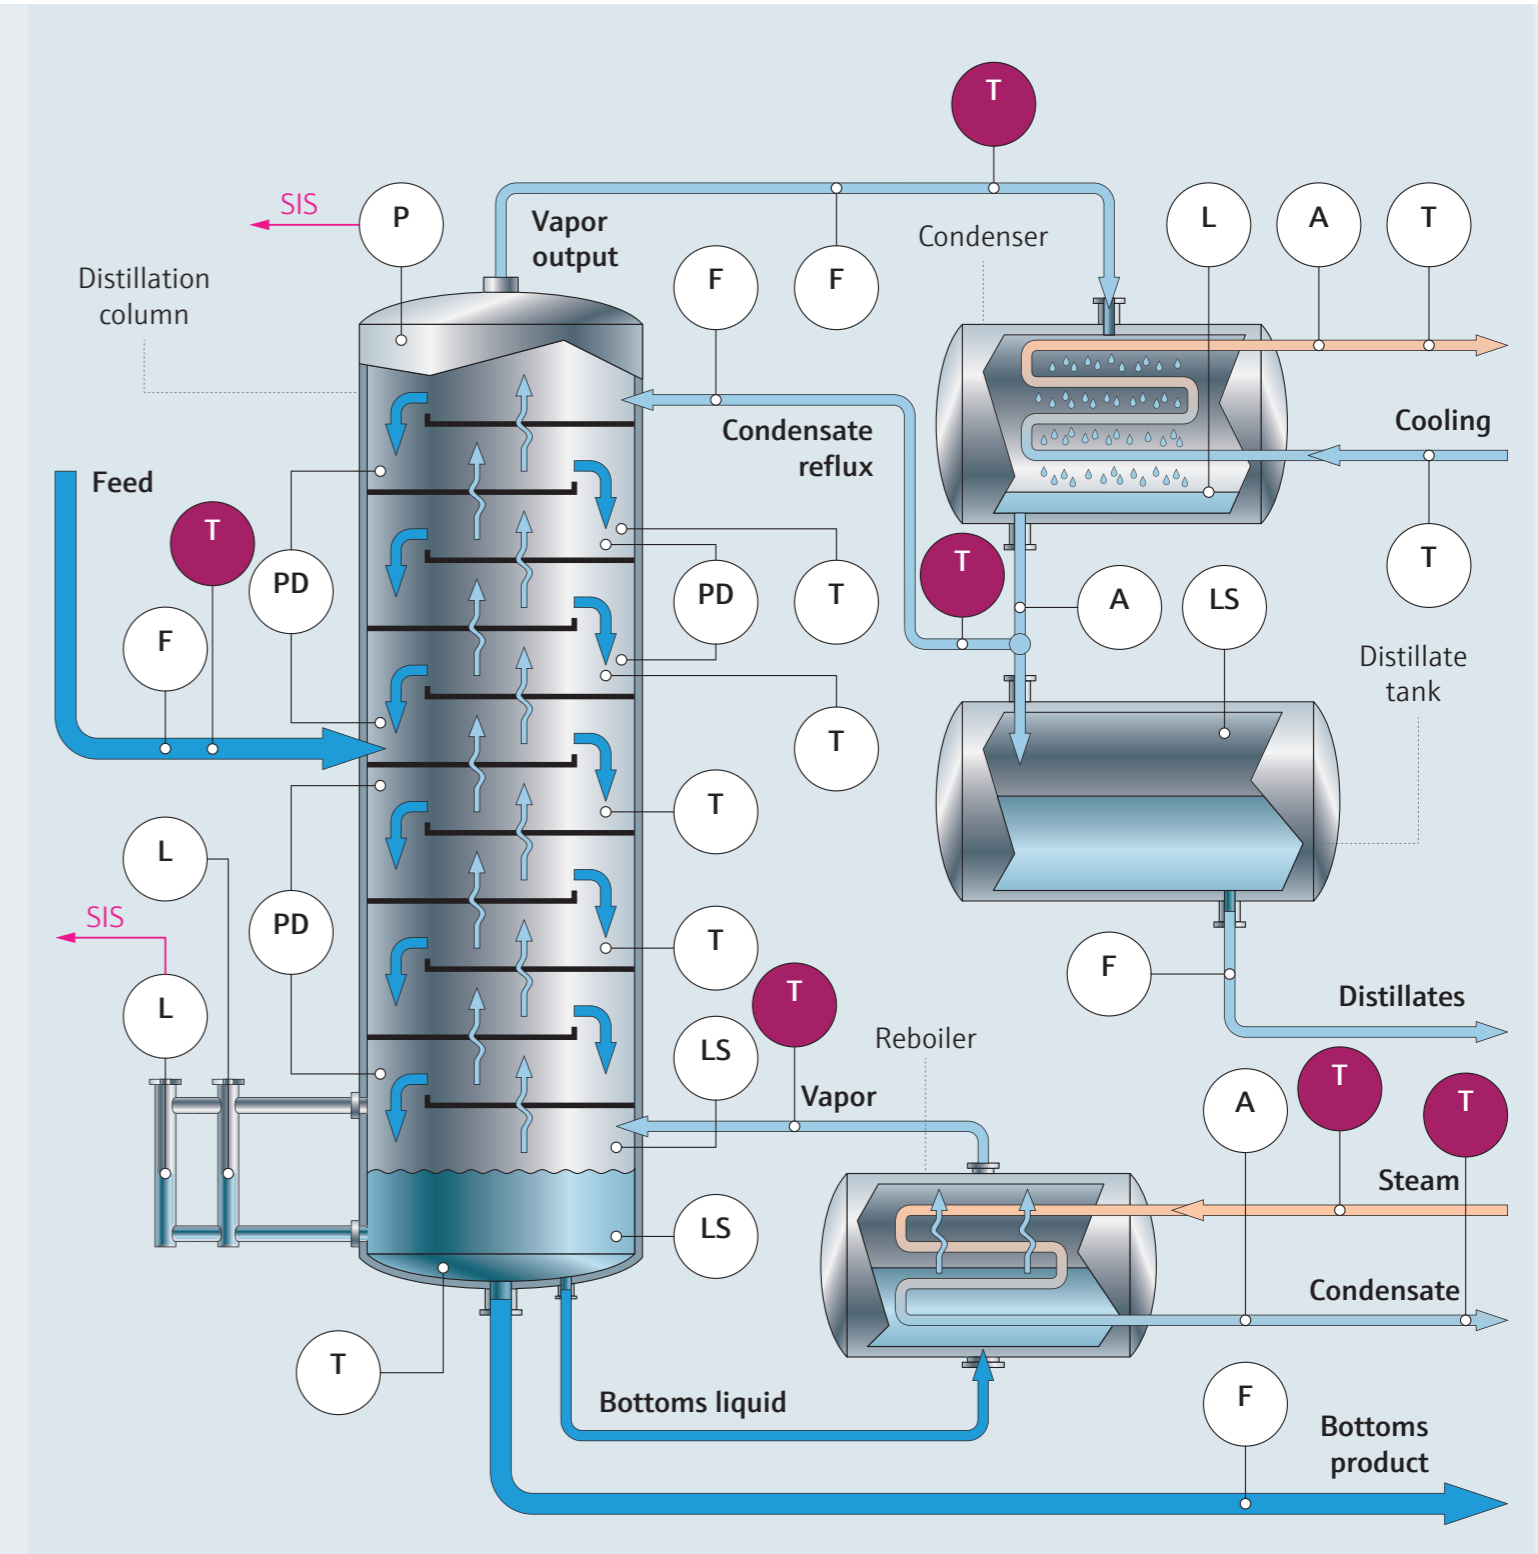 T
SIS
P
Vapor
output
Condenser
L
A
T
Distillation
column
F
F
Condensate
reflux
Cooling
Feed
T
PD
F
PD
T
T
A
LS
T
Distillate
tank
T
T
L
PD
SIS
T
L
F
Distillates
T
LS
Reboiler
Vapor
A
T
T
Steam
LS
Condensate
T
Bottoms liquid
F
Bottoms
product